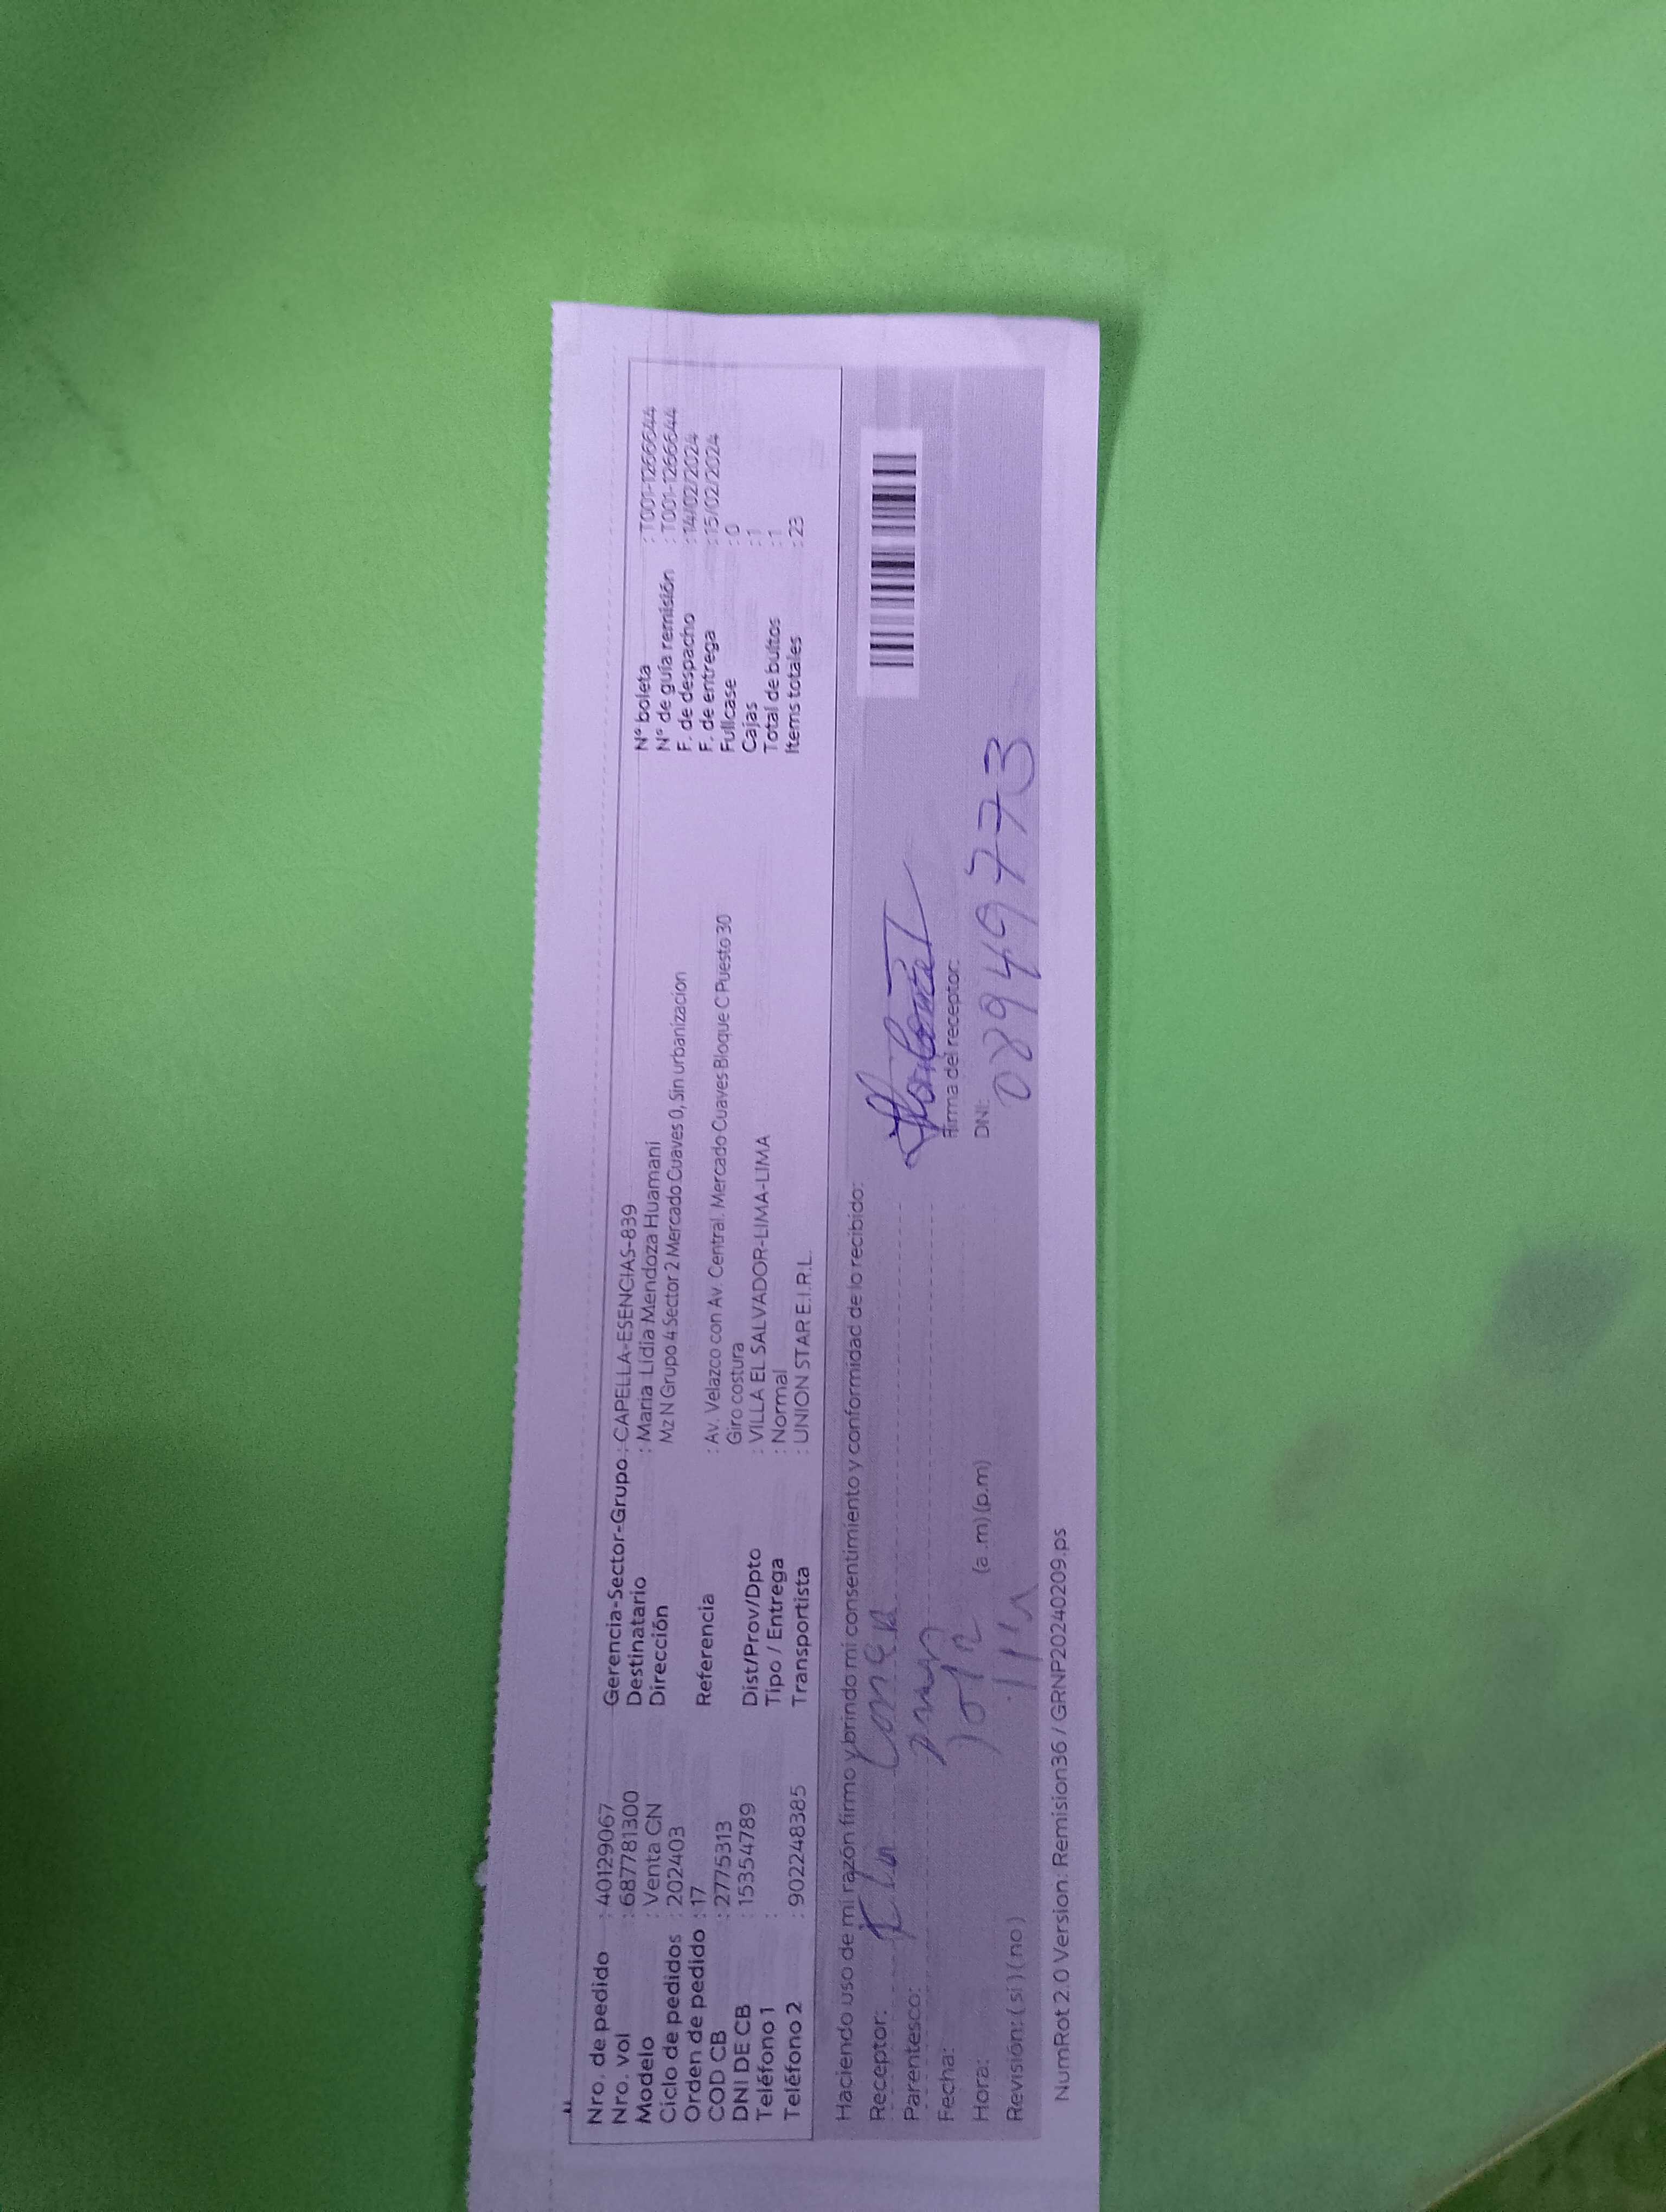 Nro. de pedido : 40129067
Nro. vol : 687781300
Modelo : Venta CN
Ciclo de pedidos : 202403
Orden de pedido : 17
COD CB : 2775313
DNI DE CB : 15354789
Teléfono 1 :
Teléfono 2 : 902248385
Gerencia-Sector-Grupo : CAPELLA-ESENCIAS-839
Destinatario : Maria Lidia Mendoza Huamani
Dirección Mz N Grupo 4 Sector 2 Mercado Cuaves 0, Sin urbanizacion
Referencia : Av. Velazco con Av. Central. Mercado Cuaves Bloque C Puesto 30
Giro costura
Dist/Prov/Dpto : VILLA EL SALVADOR-LIMA-LIMA
Tipo / Entrega : Normal
Transportista : UNION STAR E.I.R.L.
N° boleta : T001-1266644
N° de guía remisión : T001-1266644
F. de despacho : 14/02/2024
F. de entrega : 15/02/2024
Fullcase : 0
Cajas : 1
Total de bultos : 1
Items totales : 23
Haciendo uso de mi razón firmo y brindo mi consentimiento y conformidad de lo recibido:
Receptor:
Parentesco:
Fecha:
Hora: (a.m) (p.m)
Revisión: (si) (no)
Firma del receptor:
DNI: 08949773
NumRot 2.0 Version: Remision36 / GRNP20240209.ps